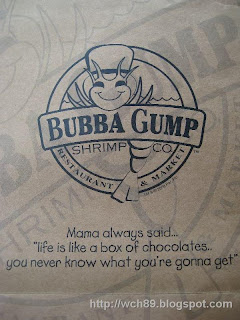 BUBBA GUMP
SHRIMP CO.
RESTAURANT & MARKET
Mama always said...
"life is like a box of chocolates..
you never know what you're gonna get"
http://wch89.blogspot.com